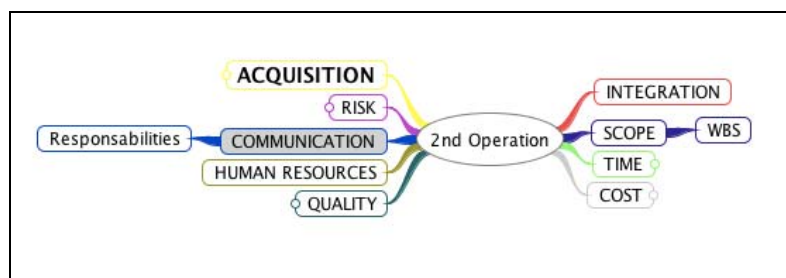 ACQUISITION
RISK
Responsabilities
COMMUNICATION
HUMAN RESOURCES
QUALITY
2nd Operation
INTEGRATION
SCOPE
WBS
TIME
COST